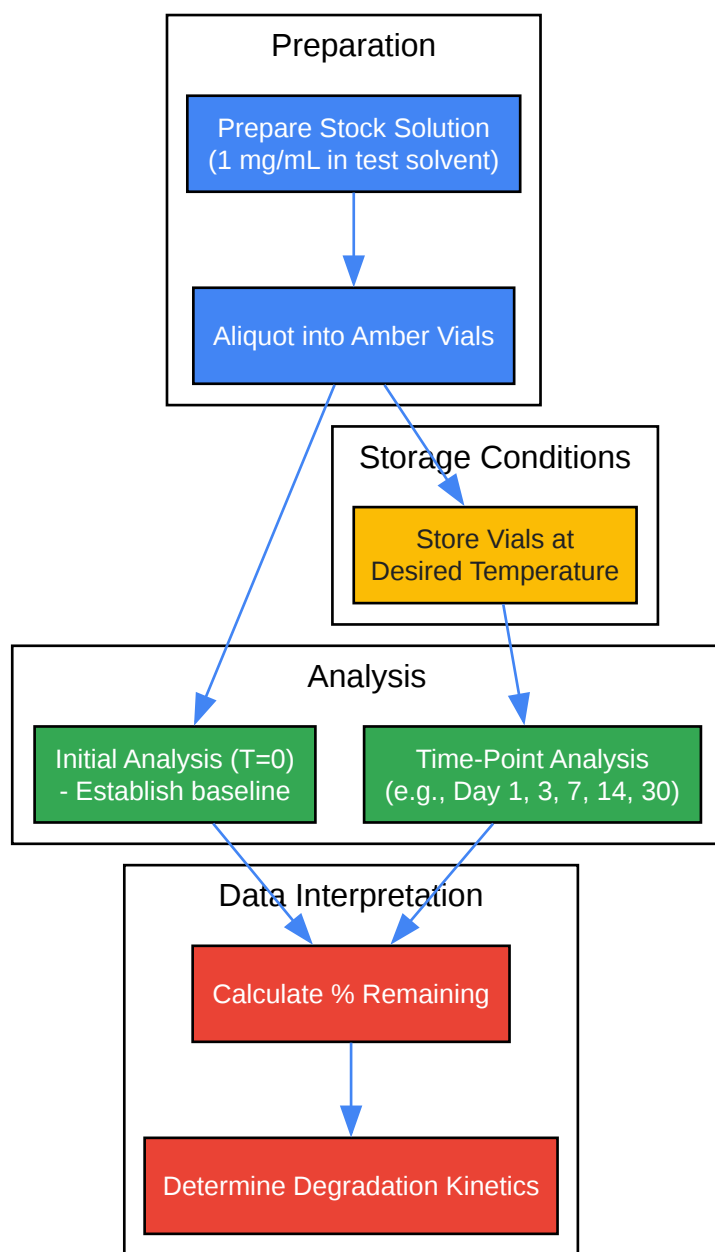 Preparation
Prepare Stock Solution
(1 mg/mL in test solvent)
Aliquot into Amber Vials
Storage Conditions
Store Vials at
Desired Temperature
Analysis
Initial Analysis (T=0)
- Establish baseline
Time-Point Analysis
(e.g., Day 1, 3, 7, 14, 30)
Data Interpretation
Calculate % Remaining
Determine Degradation Kinetics